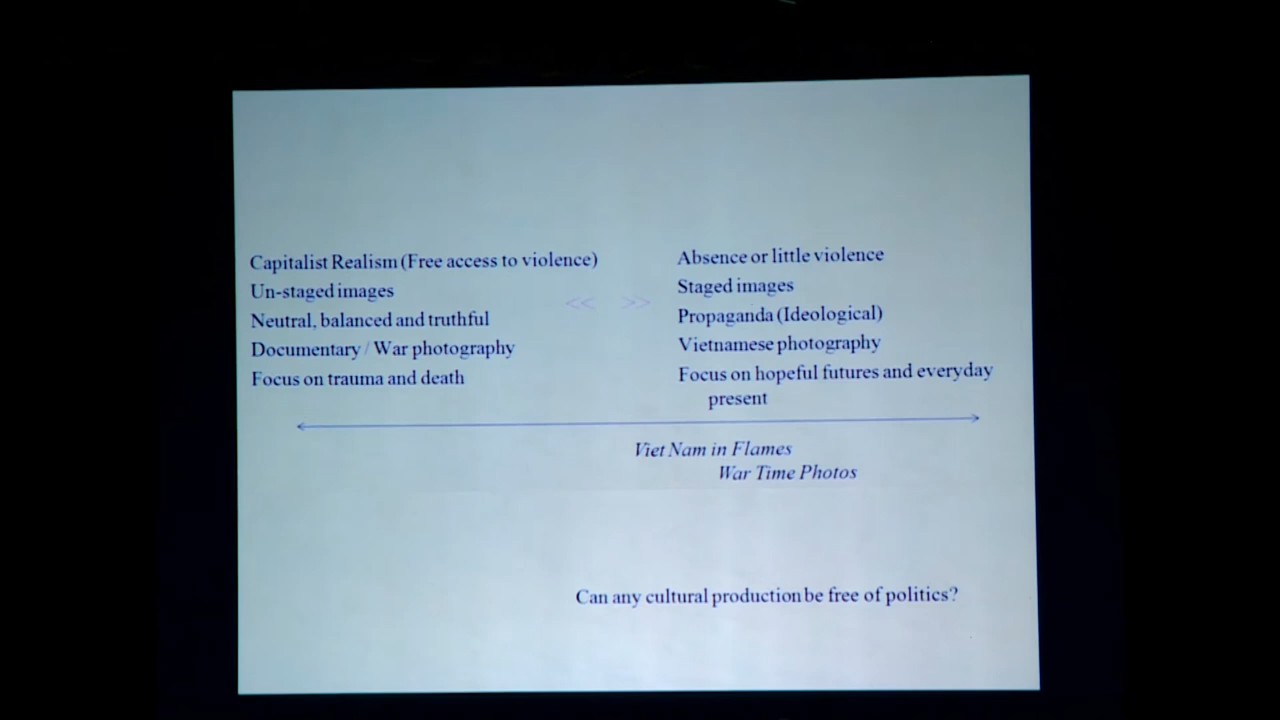 Capitalist Realism (Free access to violence)
Un-staged images
Neutral, balanced and truthful
Documentary / War photography
Focus on trauma and death
<< >>
Absence or little violence
Staged images
Propaganda (Ideological)
Vietnamese photography
Focus on hopeful futures and everyday
present
Viet Nam in Flames
War Time Photos
Can any cultural production be free of politics?